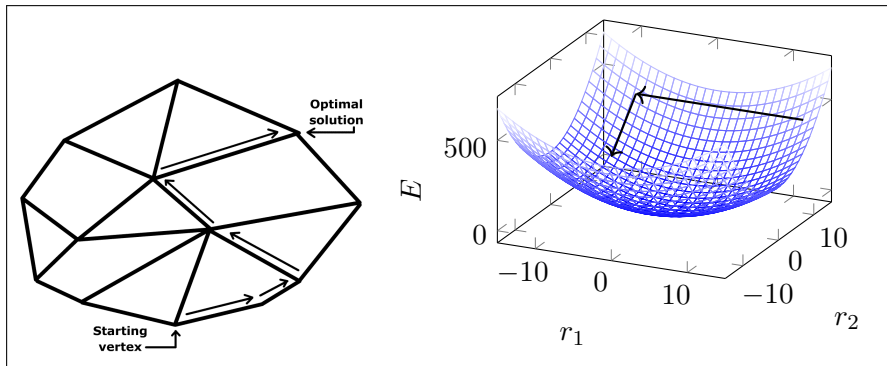 Optimal
solution
Starting
vertex
500
0
E
−10
0
10
r1
−10
0
10
r2